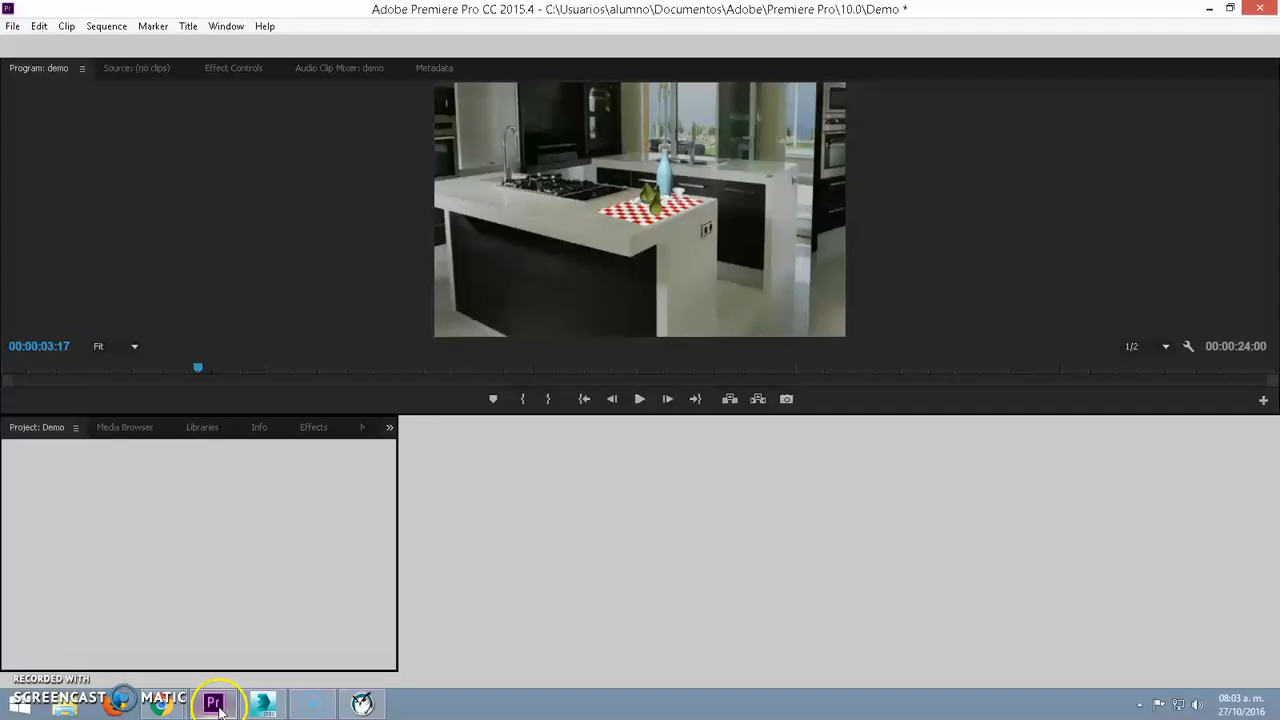 Pr Adobe Premiere Pro CC 2015.4 - C:\Usuarios\alumno\Documentos\Adobe\Premiere Pro\10.0\Demo *
File Edit Clip Sequence Marker Title Window Help
Program: demo Source: (no clips) Effect Controls Audio Clip Mixer: demo Metadata
00:00:03:17 Fit 1/2 00:00:24:00
Project: Demo Media Browser Libraries Info Effects M
RECORDED WITH
SCREENCAST MATIC
Pr
08:03 a. m.
27/10/2016